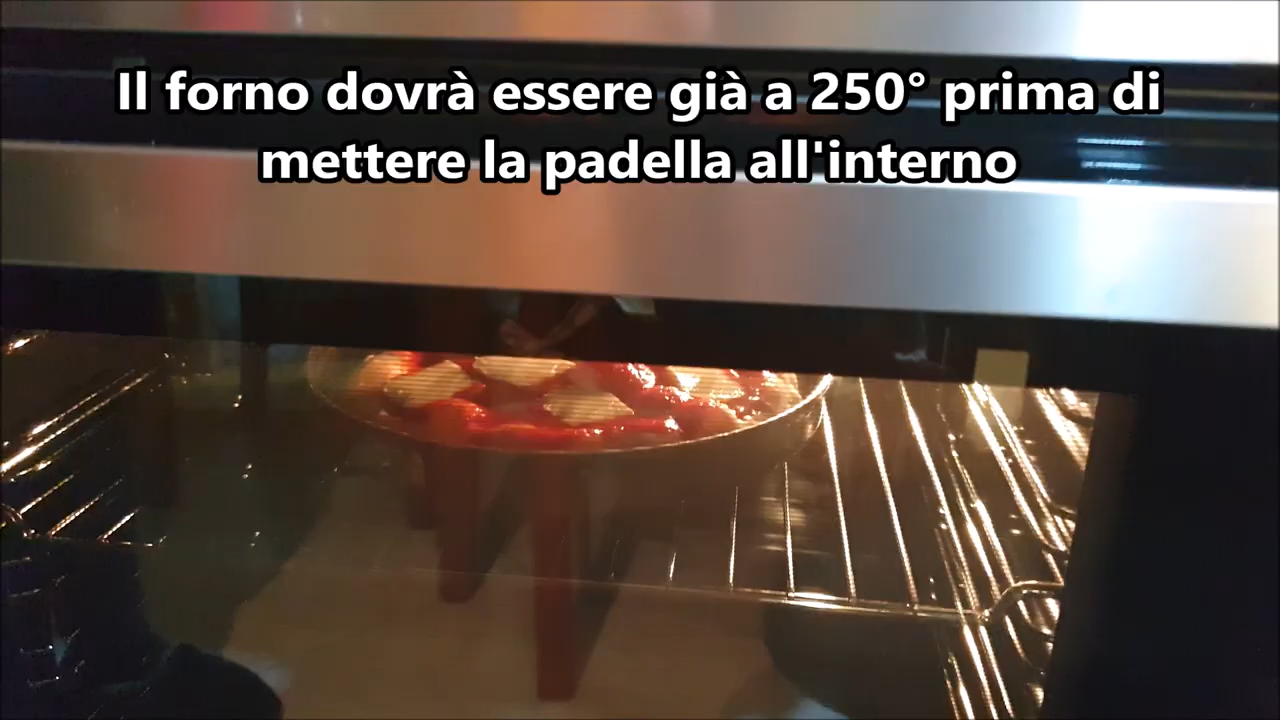 Il forno dovrà essere già a 250° prima di
mettere la padella all'interno